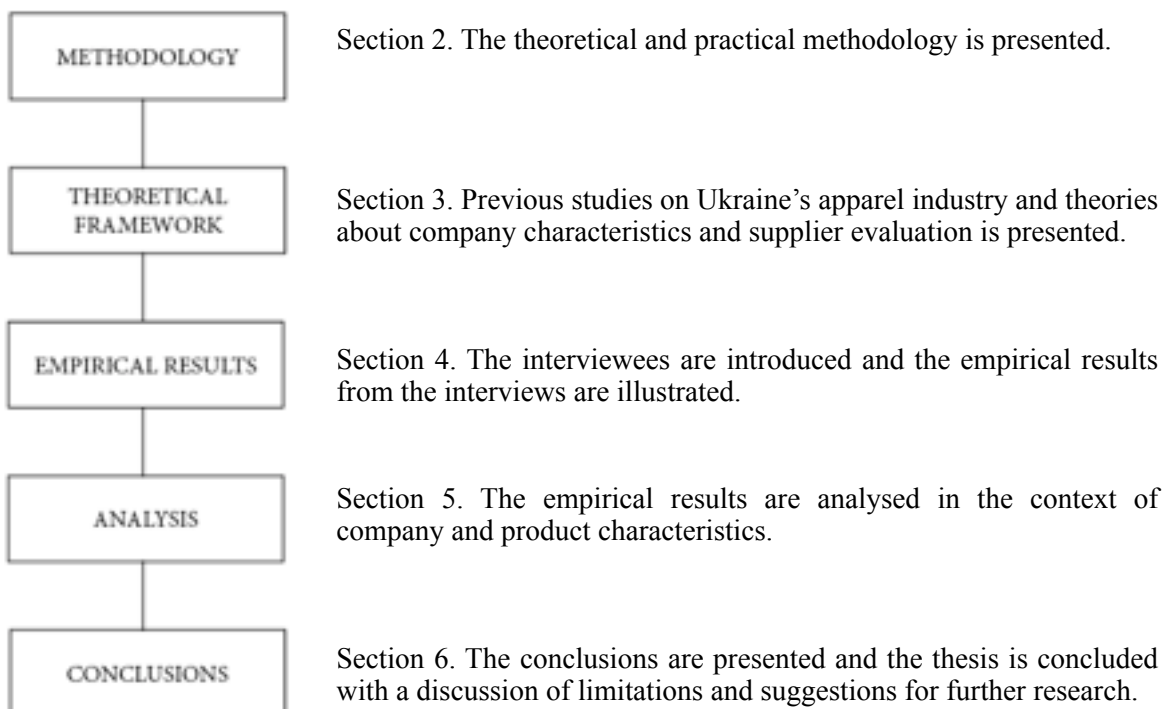 METHODOLOGY
Section 2. The theoretical and practical methodology is presented.
THEORETICAL
FRAMEWORK
Section 3. Previous studies on Ukraine’s apparel industry and theories
about company characteristics and supplier evaluation is presented.
EMPIRICAL RESULTS
Section 4. The interviewees are introduced and the empirical results
from the interviews are illustrated.
ANALYSIS
Section 5. The empirical results are analysed in the context of
company and product characteristics.
CONCLUSIONS
Section 6. The conclusions are presented and the thesis is concluded
with a discussion of limitations and suggestions for further research.